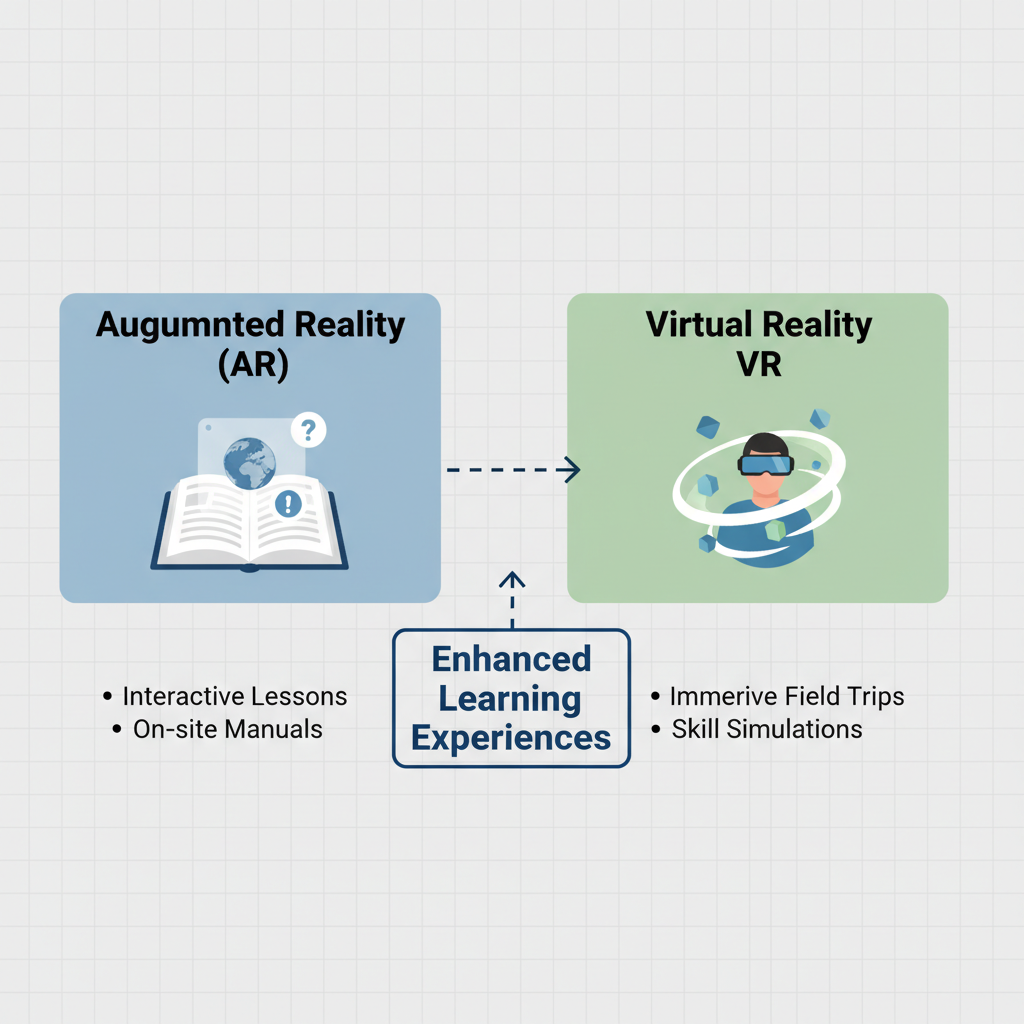 Augumnted Reality
(AR)
?
!
Virtual Reality
VR
Enhanced
Learning
Experiences
• Interactive Lessons
• On-site Manuals
• Immerive Field Trips
• Skill Simulations